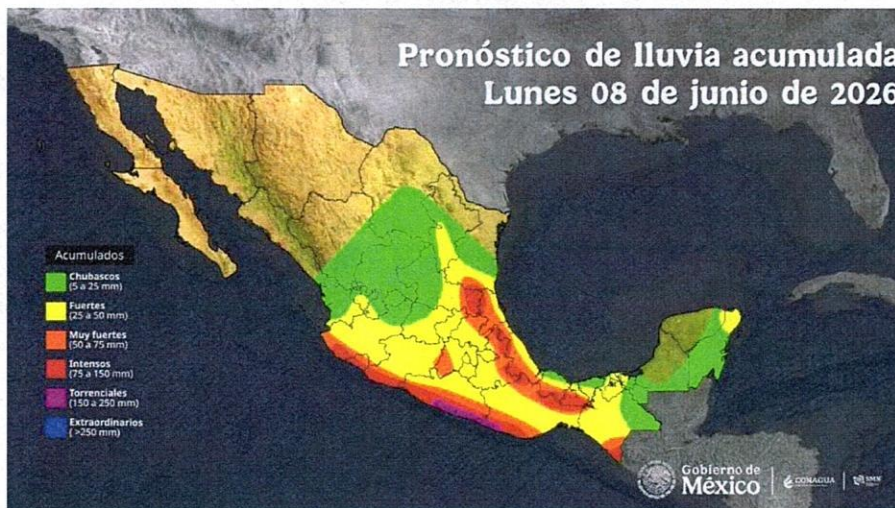 Pronóstico de lluvia acumulada
Lunes 08 de junio de 2026
Acumulados
Chubascos
(5 a 25 mm)
Fuertes
(25 a 50 mm)
Muy fuertes
(50 a 75 mm)
Intensos
(75 a 150 mm)
Torrenciales
(150 a 250 mm)
Extraordinarios
( >250 mm)
Gobierno de
México
CONAGUA
SMN